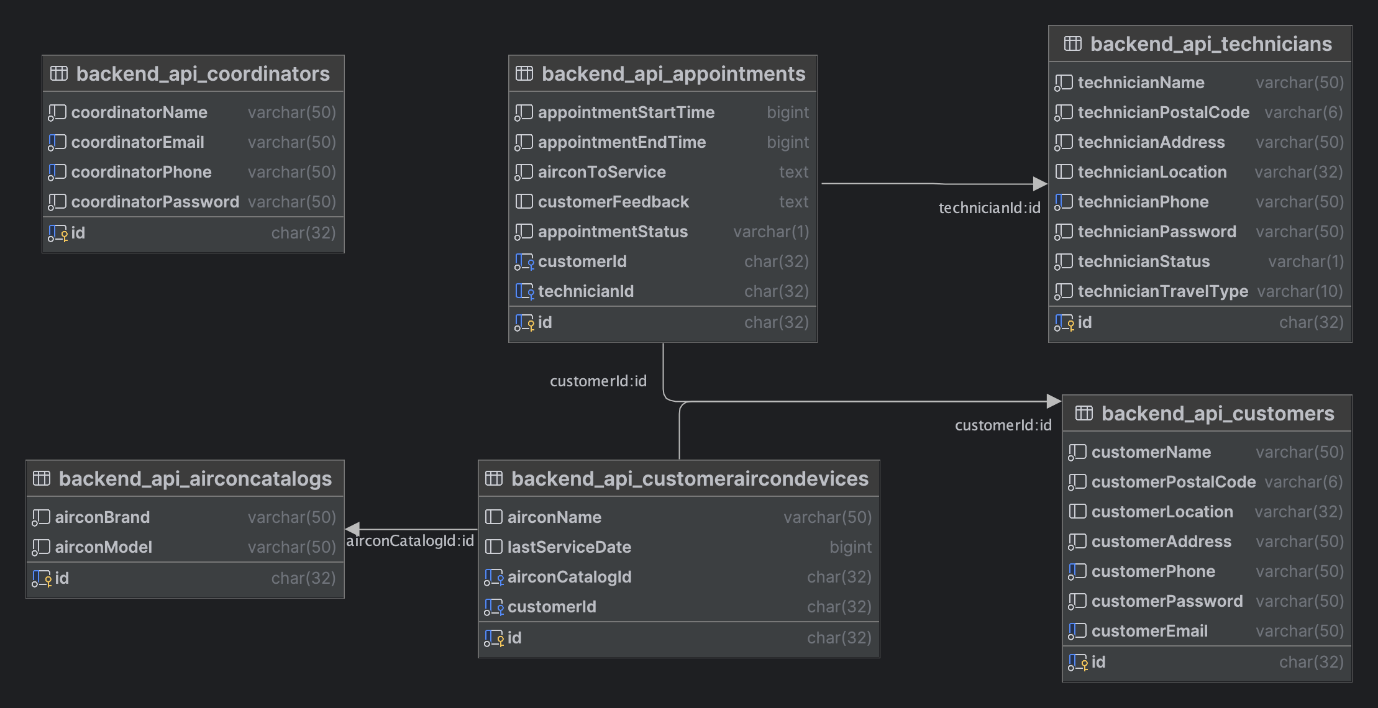 backend_api_coordinators
coordinatorName varchar(50)
coordinatorEmail varchar(50)
coordinatorPhone varchar(50)
coordinatorPassword varchar(50)
id char(32)
backend_api_appointments
appointmentStartTime bigint
appointmentEndTime bigint
airconToService text
customerFeedback text
appointmentStatus varchar(1)
customerId char(32)
technicianId char(32)
id char(32)
technicianId:id
backend_api_technicians
technicianName varchar(50)
technicianPostalCode varchar(6)
technicianAddress varchar(50)
technicianLocation varchar(32)
technicianPhone varchar(50)
technicianPassword varchar(50)
technicianStatus varchar(1)
technicianTravelType varchar(10)
id char(32)
customerId:id
customerId:id
backend_api_airconcatalogs
airconBrand varchar(50)
airconModel varchar(50)
id char(32)
airconCatalogId:id
backend_api_customeraircondevices
airconName varchar(50)
lastServiceDate bigint
airconCatalogId char(32)
customerId char(32)
id char(32)
backend_api_customers
customerName varchar(50)
customerPostalCode varchar(6)
customerLocation varchar(32)
customerAddress varchar(50)
customerPhone varchar(50)
customerPassword varchar(50)
customerEmail varchar(50)
id char(32)